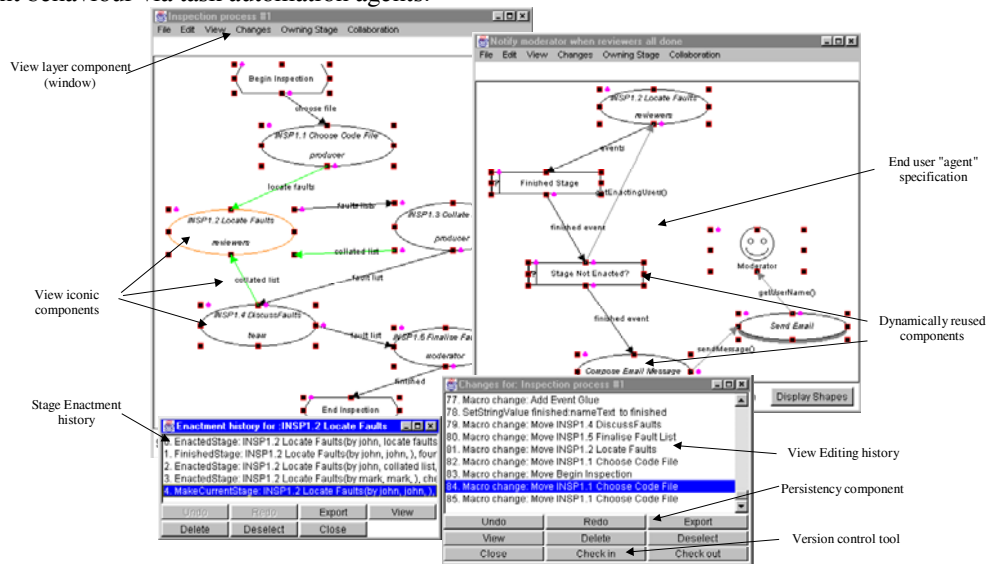 nt behaviour via task automation agents.
Inspection process #1
File Edit View Changes Owning Stage Collaboration
View layer component
(window)
Begin Inspection
choose file
INSP1.1 Choose Code File
producer
locate faults
INSP1.2 Locate Faults
reviewers
faults lists
INSP1.3 Collate
producer
collated list
View iconic
components
collated list
fault list
INSP1.4 DiscussFaults
team
fault list
INSP1.5 Finalise Fau
moderator
finished
End Inspection
Stage Enactment
history
Notify moderator when reviewers all done
File Edit View Changes Owning Stage Collaboration
INSP1.2 Locate Faults
reviewers
events
? Finished Stage
getEnactingUsers()
finished event
? Stage Not Enacted?
finished event
Compose Email Message
sendMessage()
Moderator
getUserName()
Send Email
Display Shapes
End user "agent"
specification
Dynamically reused
components
Enactment history for :INSP1.2 Locate Faults
0. EnactedStage: INSP1.2 Locate Faults(by john, locate faults
1. FinishedStage: INSP1.2 Locate Faults(by john, john, ), four
2. EnactedStage: INSP1.2 Locate Faults(by john, collated list,
3. EnactedStage: INSP1.2 Locate Faults(by mark, mark, ), che
4. MakeCurrentStage: INSP1.2 Locate Faults(by john, john, ),
Undo Redo Export View
Delete Deselect Close
Changes for: Inspection process #1
77. Macro change: Add Event Glue
78. SetStringValue finished:nameText to finished
79. Macro change: Move INSP1.4 DiscussFaults
80. Macro change: Move INSP1.5 Finalise Fault List
81. Macro change: Move INSP1.2 Locate Faults
82. Macro change: Move INSP1.1 Choose Code File
83. Macro change: Move Begin Inspection
84. Macro change: Move INSP1.1 Choose Code File
85. Macro change: Move INSP1.1 Choose Code File
Undo Redo Export
View Delete Deselect
Close Check in Check out
View Editing history
Persistency component
Version control tool